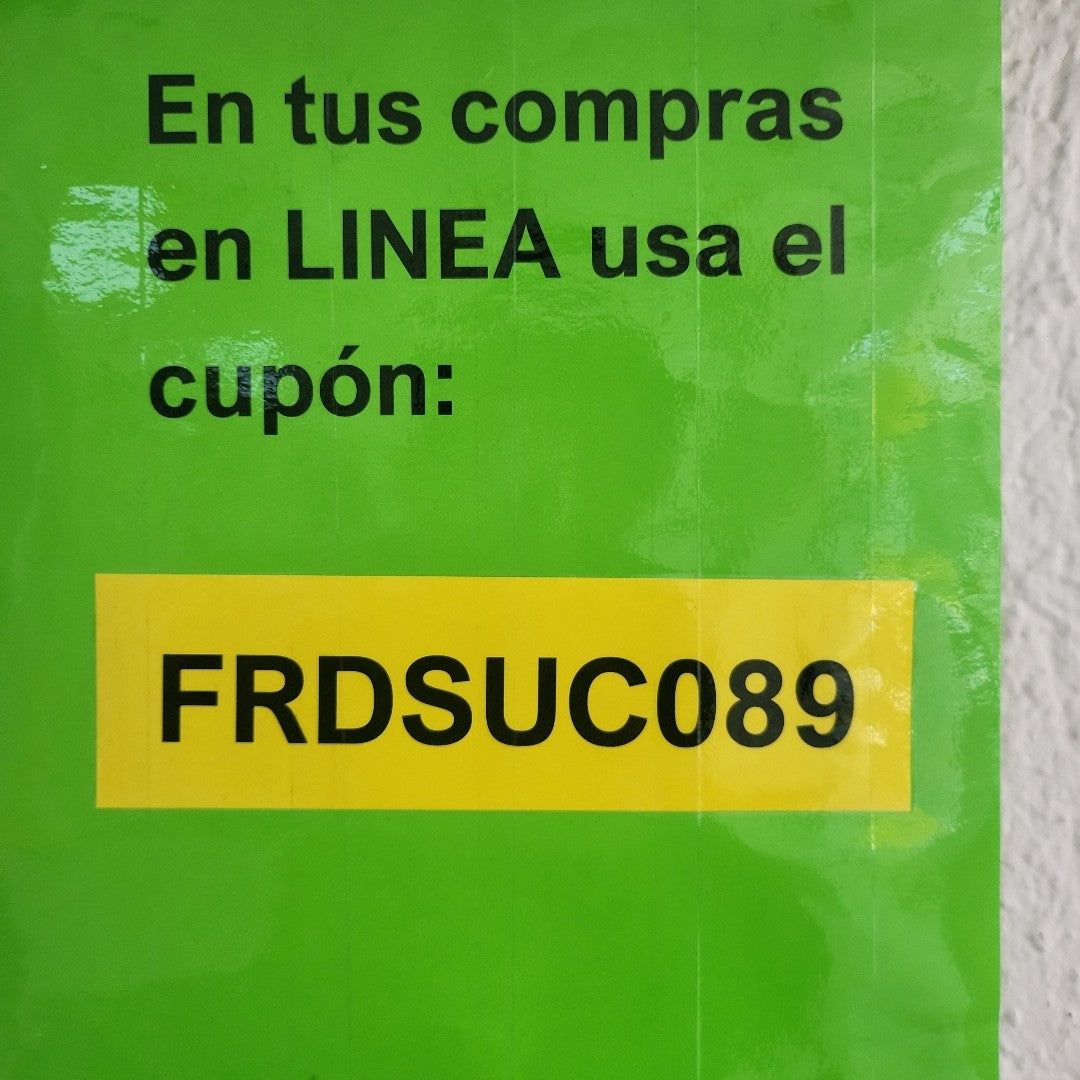 En tus compras
en LINEA usa el
cupón:
FRDSUC089